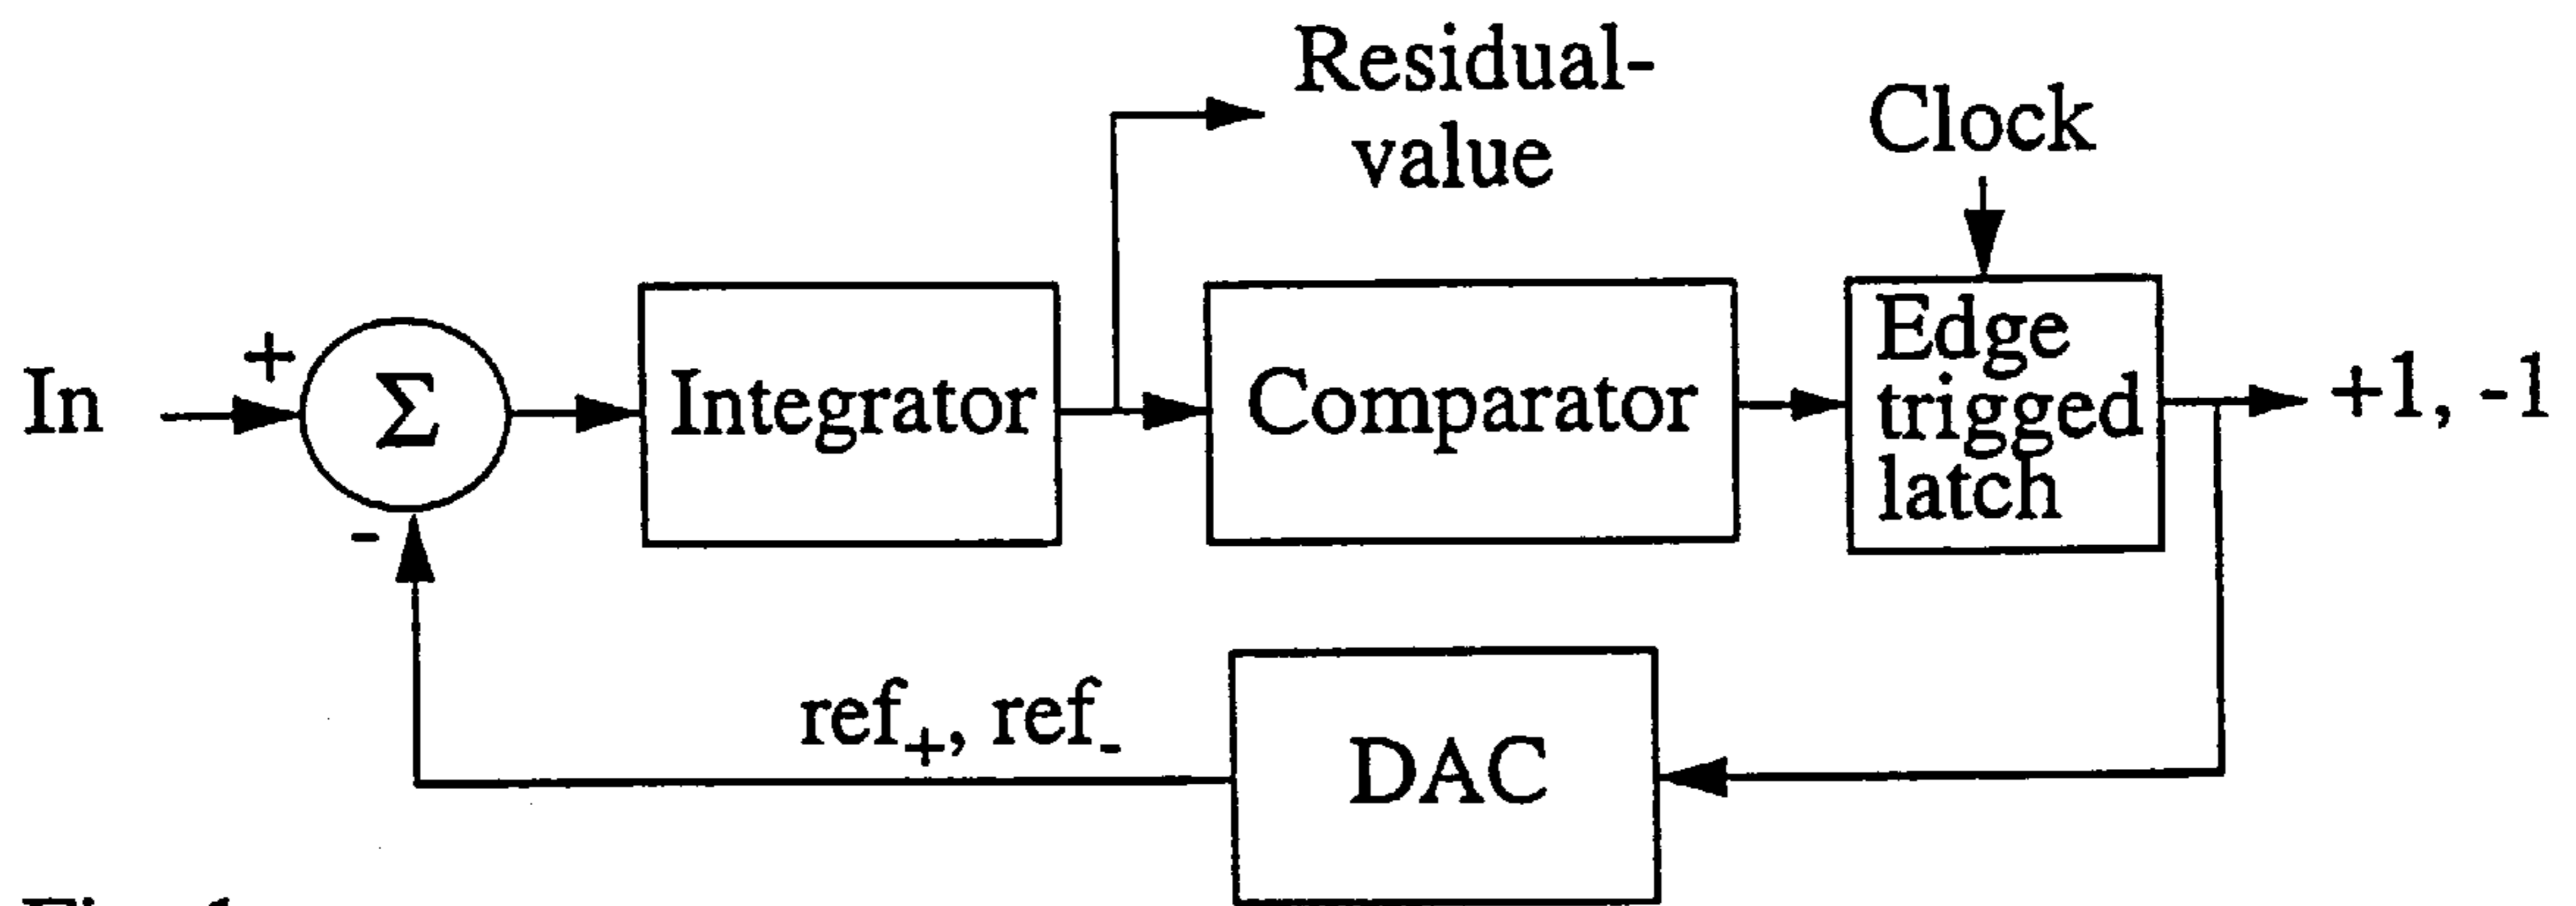 Residual-
value
Clock
In
+
Σ
-
Integrator
Comparator
Edge
trigged
latch
+1, -1
ref+, ref-
DAC